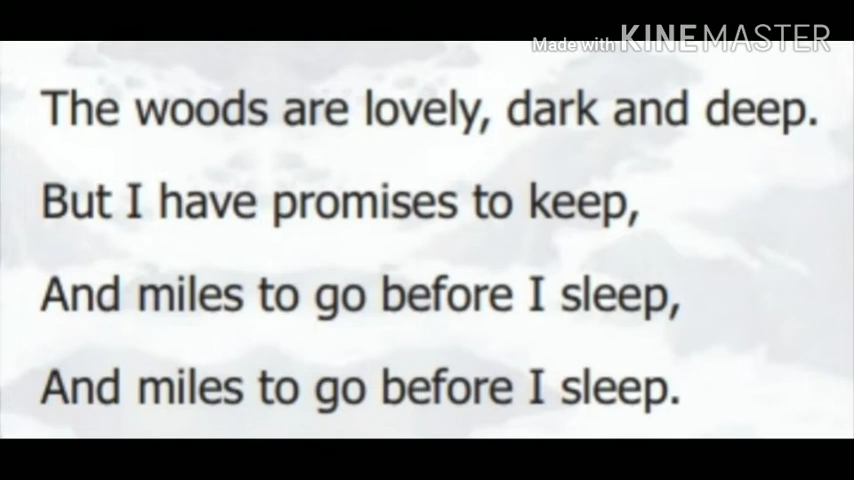 Made with KINEMASTER
The woods are lovely, dark and deep.
But I have promises to keep,
And miles to go before I sleep,
And miles to go before I sleep.